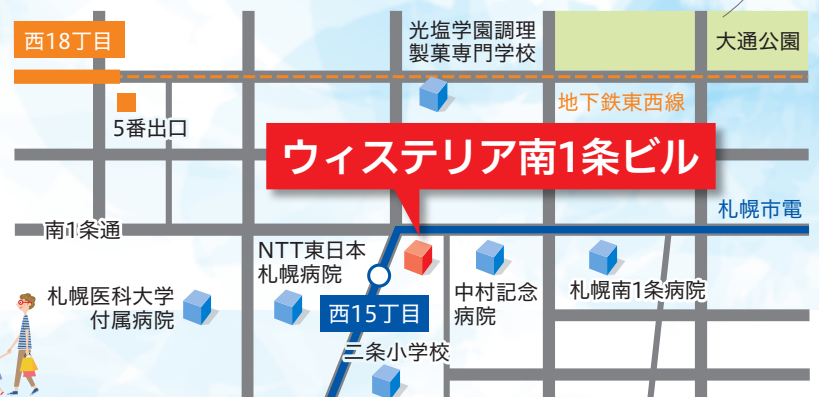 西18丁目
光塩学園調理
製菓専門学校
大通公園
5番出口
地下鉄東西線
ウィステリア南1条ビル
札幌市電
南1条通
NTT東日本
札幌病院
中村記念
病院
札幌南1条病院
札幌医科大学
付属病院
西15丁目
二条小学校